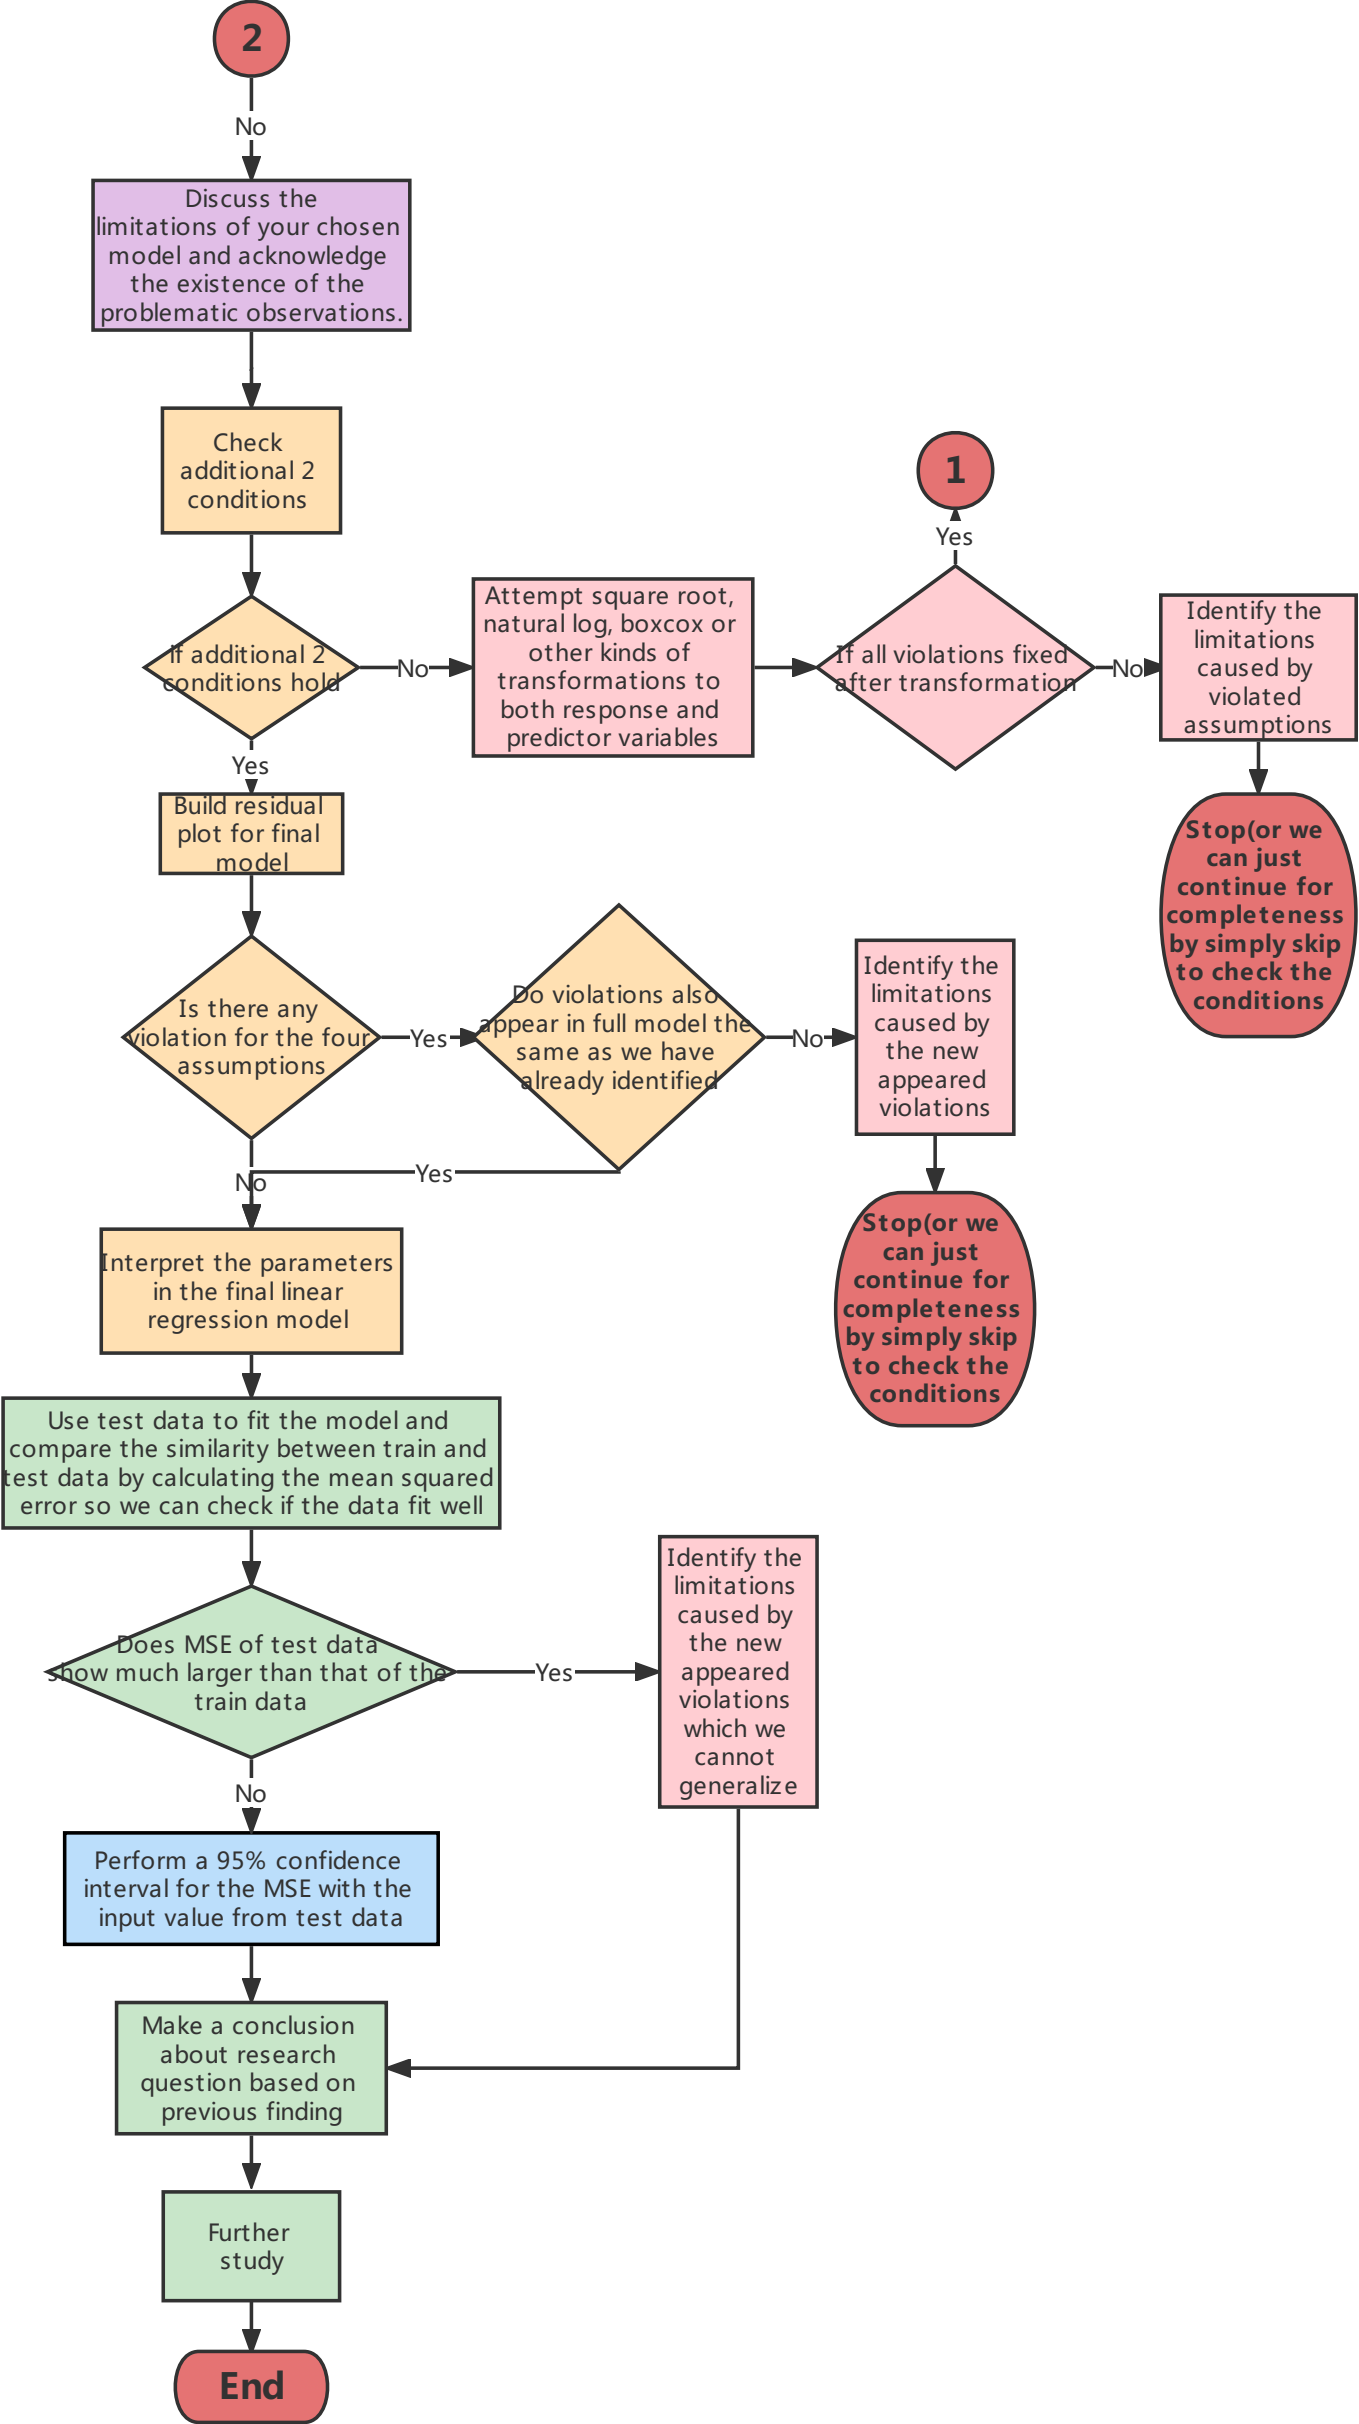 2
No
Discuss the
limitations of your chosen
model and acknowledge
the existence of the
problematic observations.
Check
additional 2
conditions
If additional 2
conditions hold
No
Attempt square root,
natural log, boxcox or
other kinds of
transformations to
both response and
predictor variables
If all violations fixed
after transformation
Yes
1
No
Identify the
limitations
caused by
violated
assumptions
Stop(or we
can just
continue for
completeness
by simply skip
to check the
conditions
Yes
Build residual
plot for final
model
Is there any
violation for the four
assumptions
Yes
Do violations also
appear in full model the
same as we have
already identified
No
Identify the
limitations
caused by
the new
appeared
violations
Stop(or we
can just
continue for
completeness
by simply skip
to check the
conditions
Yes
No
Interpret the parameters
in the final linear
regression model
Use test data to fit the model and
compare the similarity between train and
test data by calculating the mean squared
error so we can check if the data fit well
Does MSE of test data
show much larger than that of the
train data
Yes
Identify the
limitations
caused by
the new
appeared
violations
which we
cannot
generalize
No
Perform a 95% confidence
interval for the MSE with the
input value from test data
Make a conclusion
about research
question based on
previous finding
Further
study
End